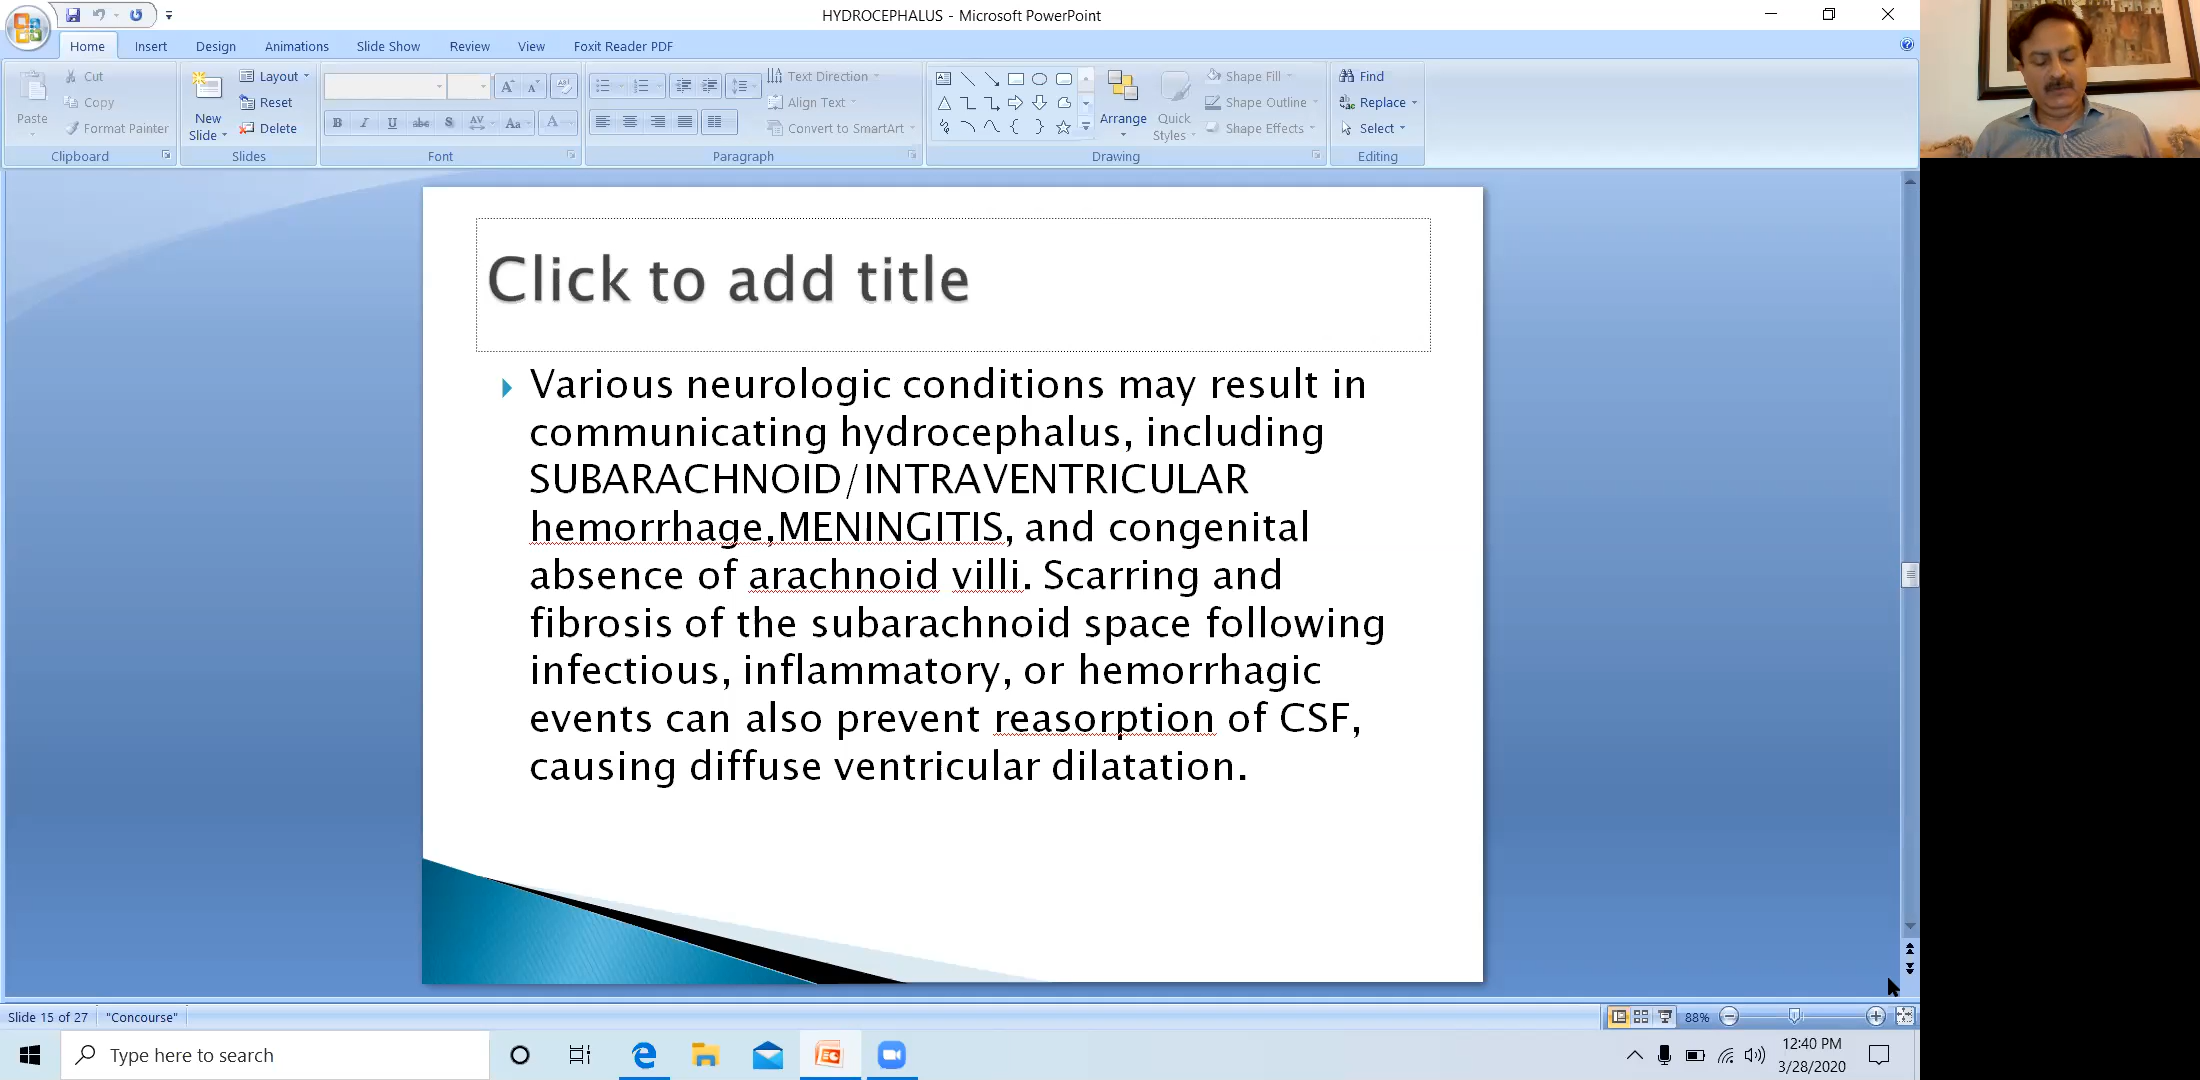 HYDROCEPHALUS - Microsoft PowerPoint
Home Insert Design Animations Slide Show Review View Foxit Reader PDF
Paste
Cut
Copy
Format Painter
Clipboard
New
Slide
Layout
Reset
Delete
Slides
B I U abc S AV Aa A
Font
Text Direction
Align Text
Convert to SmartArt
Paragraph
Arrange
Quick
Styles
Shape Fill
Shape Outline
Shape Effects
Drawing
Find
Replace
Select
Editing
Click to add title
Various neurologic conditions may result in
communicating hydrocephalus, including
SUBARACHNOID/INTRAVENTRICULAR
hemorrhage,MENINGITIS, and congenital
absence of arachnoid villi. Scarring and
fibrosis of the subarachnoid space following
infectious, inflammatory, or hemorrhagic
events can also prevent reasorption of CSF,
causing diffuse ventricular dilatation.
Slide 15 of 27 "Concourse" 88%
Type here to search
12:40 PM
3/28/2020